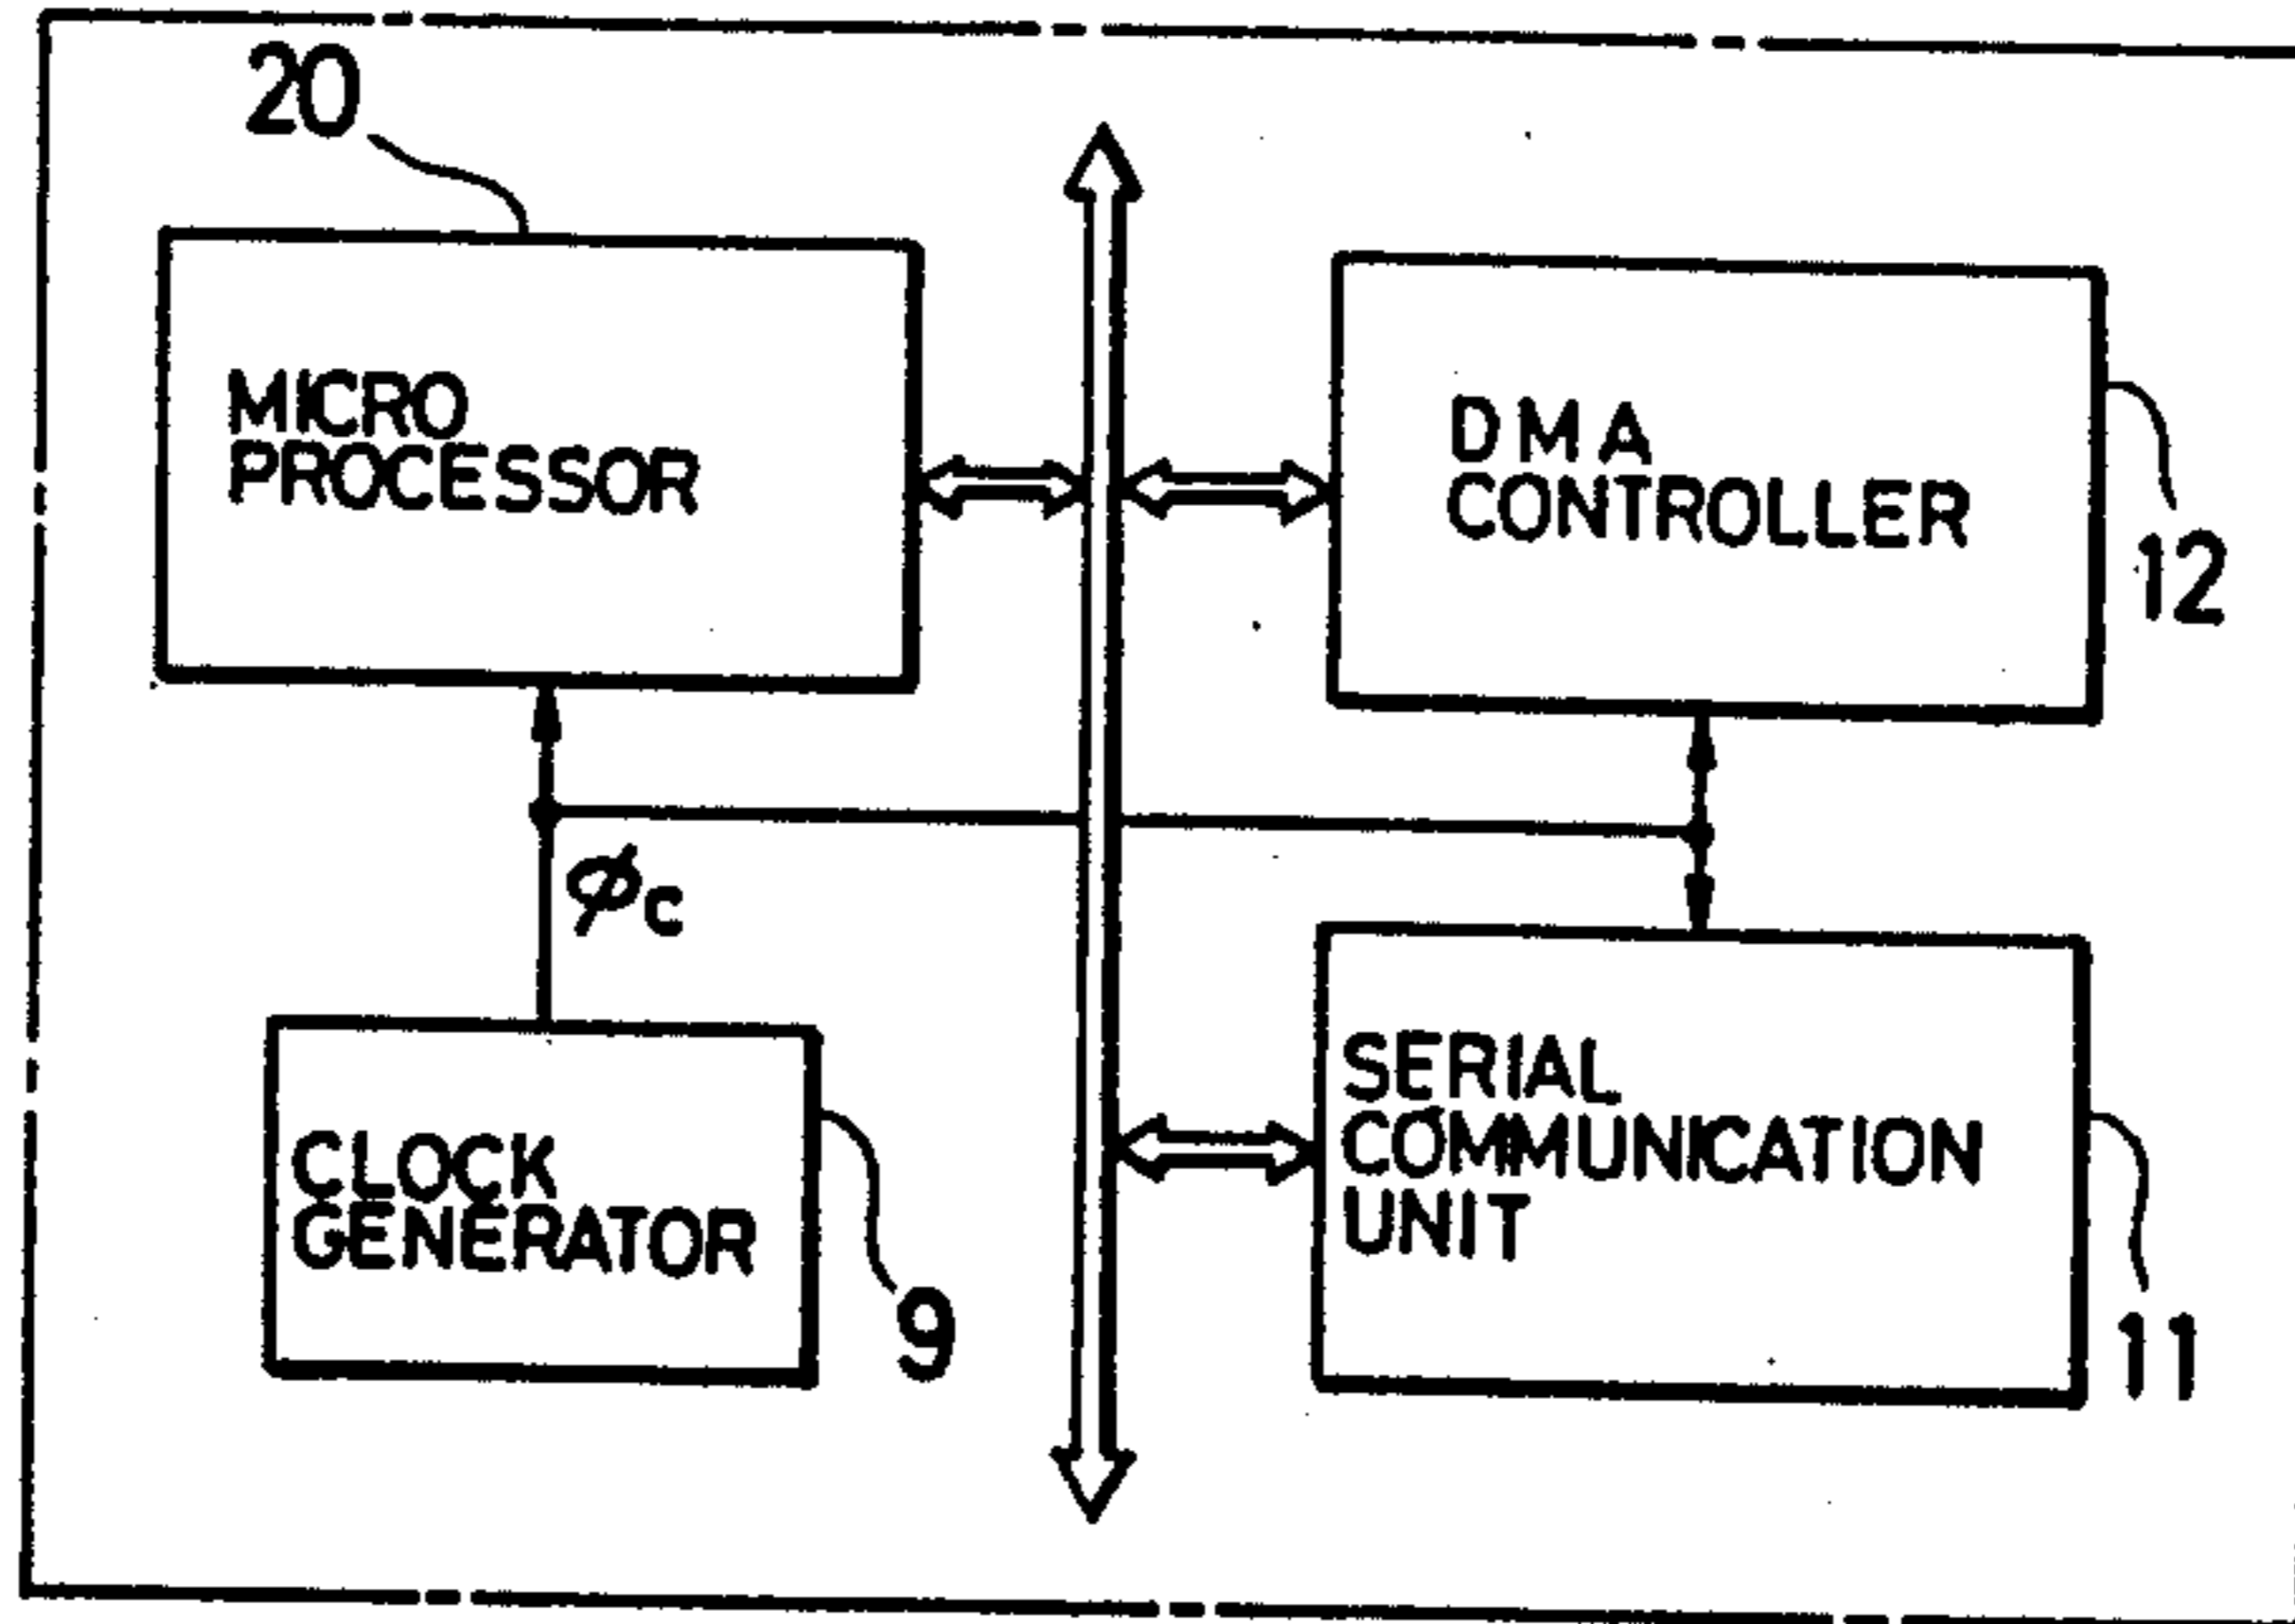 20
MICRO
PROCESSOR
DMA
CONTROLLER
12
φc
CLOCK
GENERATOR
9
SERIAL
COMMUNICATION
UNIT
11